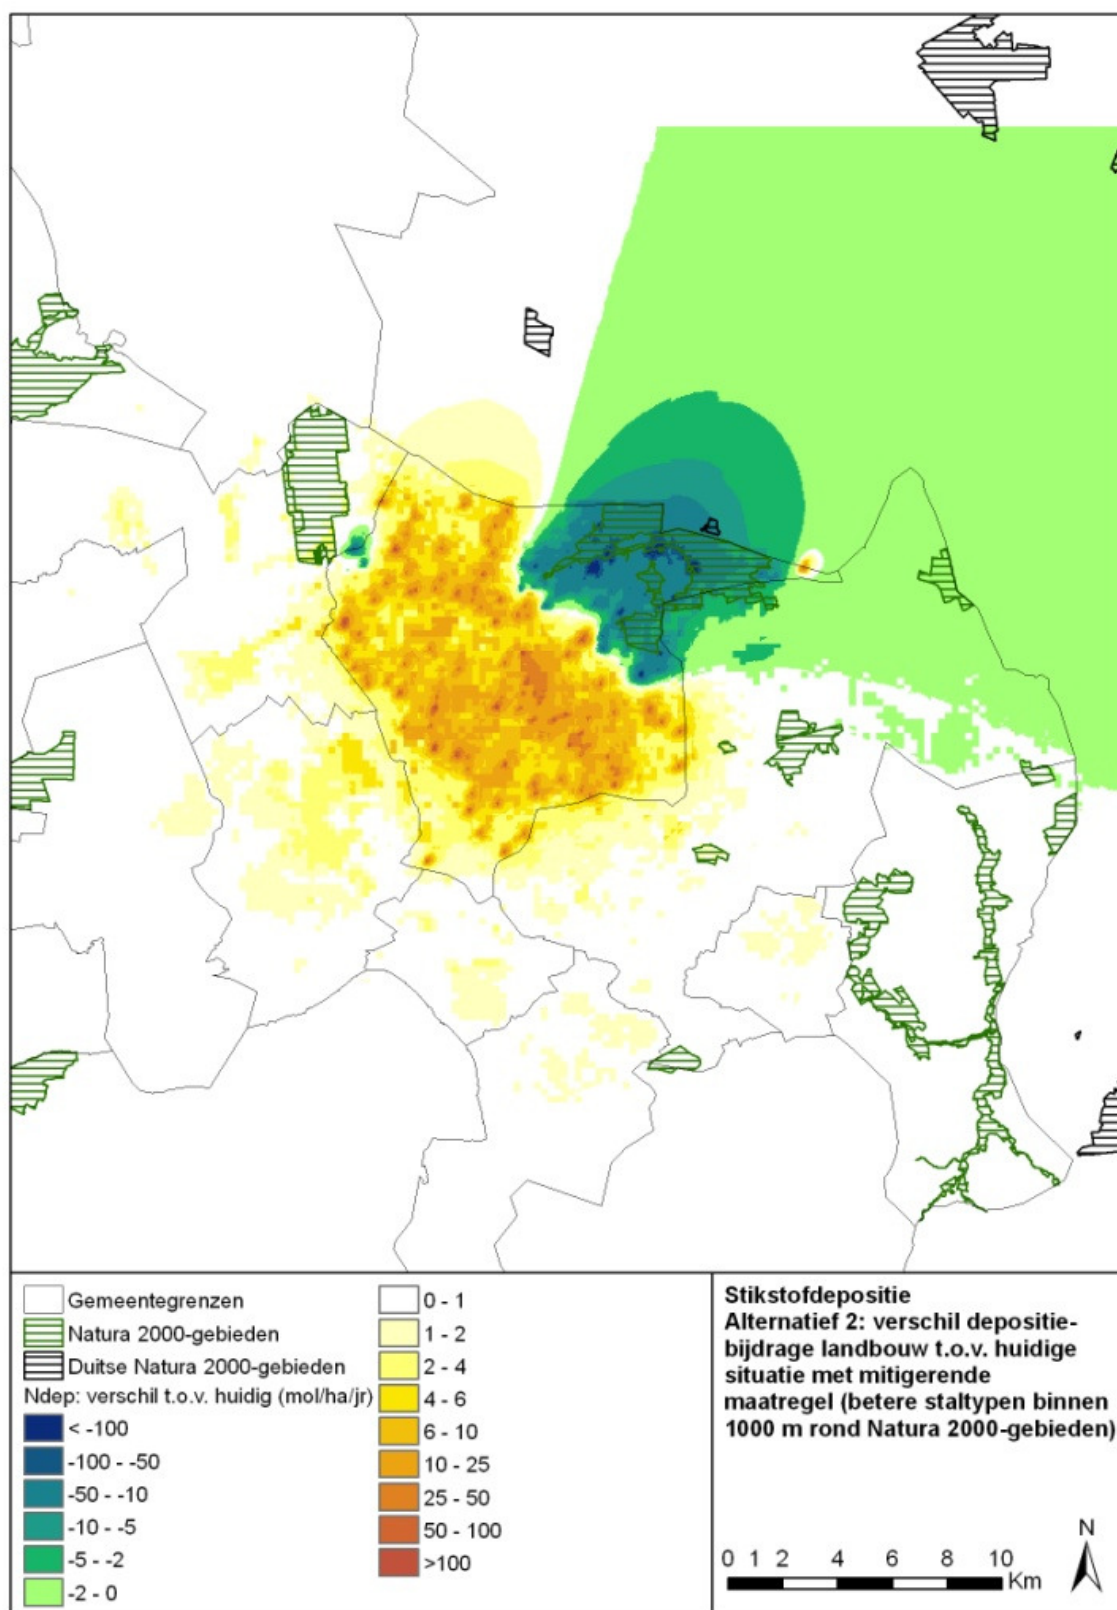 Gemeentegrenzen
Natura 2000-gebieden
Duitse Natura 2000-gebieden
Ndep: verschil t.o.v. huidig (mol/ha/jr)
< -100
-100 - -50
-50 - -10
-10 - -5
-5 - -2
-2 - 0
0 - 1
1 - 2
2 - 4
4 - 6
6 - 10
10 - 25
25 - 50
50 - 100
>100
Stikstofdepositie
Alternatief 2: verschil depositie-
bijdrage landbouw t.o.v. huidige
situatie met mitigerende
maatregel (betere staltypen binnen
1000 m rond Natura 2000-gebieden)
N
0 1 2 4 6 8 10
Km